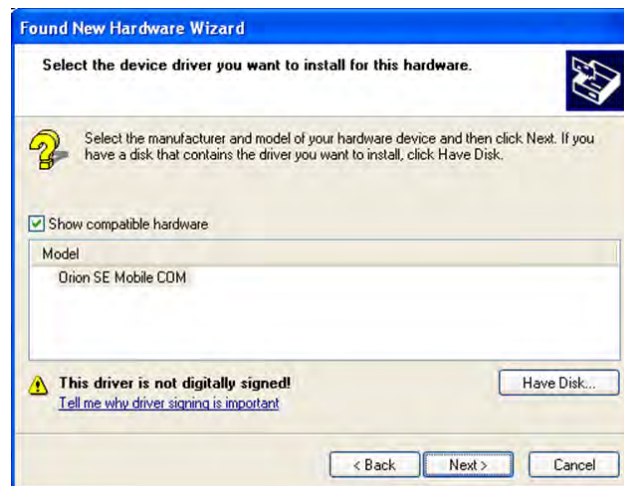 Found New Hardware Wizard
Select the device driver you want to install for this hardware.
Select the manufacturer and model of your hardware device and then click Next. If you
have a disk that contains the driver you want to install, click Have Disk.
Show compatible hardware
Model
Orion SE Mobile COM
This driver is not digitally signed!
Tell me why driver signing is important
Have Disk...
< Back
Next >
Cancel